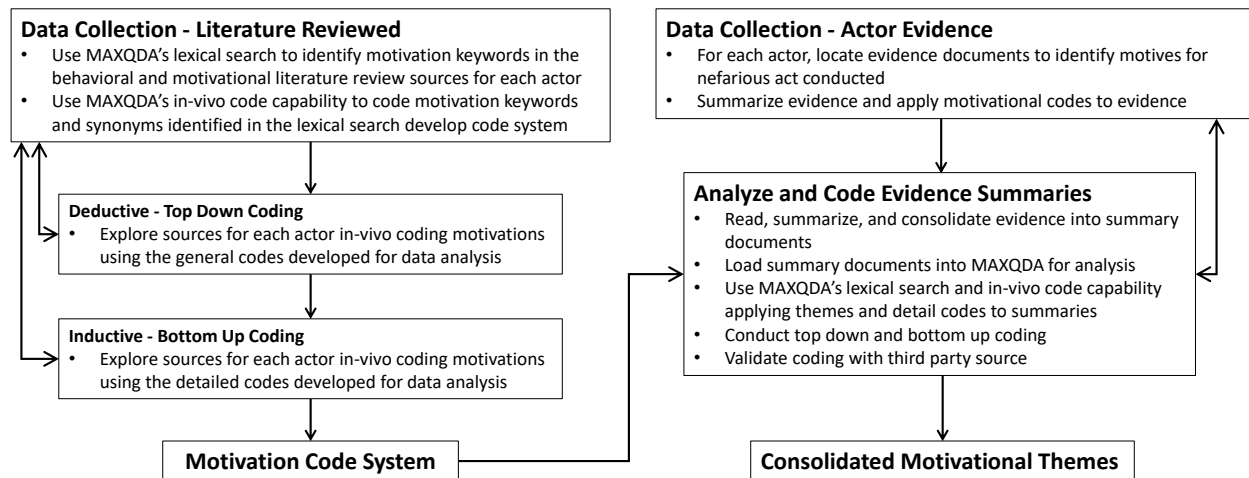 Data Collection - Literature Reviewed
• Use MAXQDA's lexical search to identify motivation keywords in the
behavioral and motivational literature review sources for each actor
• Use MAXQDA's in-vivo code capability to code motivation keywords
and synonyms identified in the lexical search develop code system
Deductive - Top Down Coding
• Explore sources for each actor in-vivo coding motivations
using the general codes developed for data analysis
Inductive - Bottom Up Coding
• Explore sources for each actor in-vivo coding motivations
using the detailed codes developed for data analysis
Motivation Code System
Data Collection - Actor Evidence
• For each actor, locate evidence documents to identify motives for
nefarious act conducted
• Summarize evidence and apply motivational codes to evidence
Analyze and Code Evidence Summaries
• Read, summarize, and consolidate evidence into summary
documents
• Load summary documents into MAXQDA for analysis
• Use MAXQDA's lexical search and in-vivo code capability
applying themes and detail codes to summaries
• Conduct top down and bottom up coding
• Validate coding with third party source
Consolidated Motivational Themes